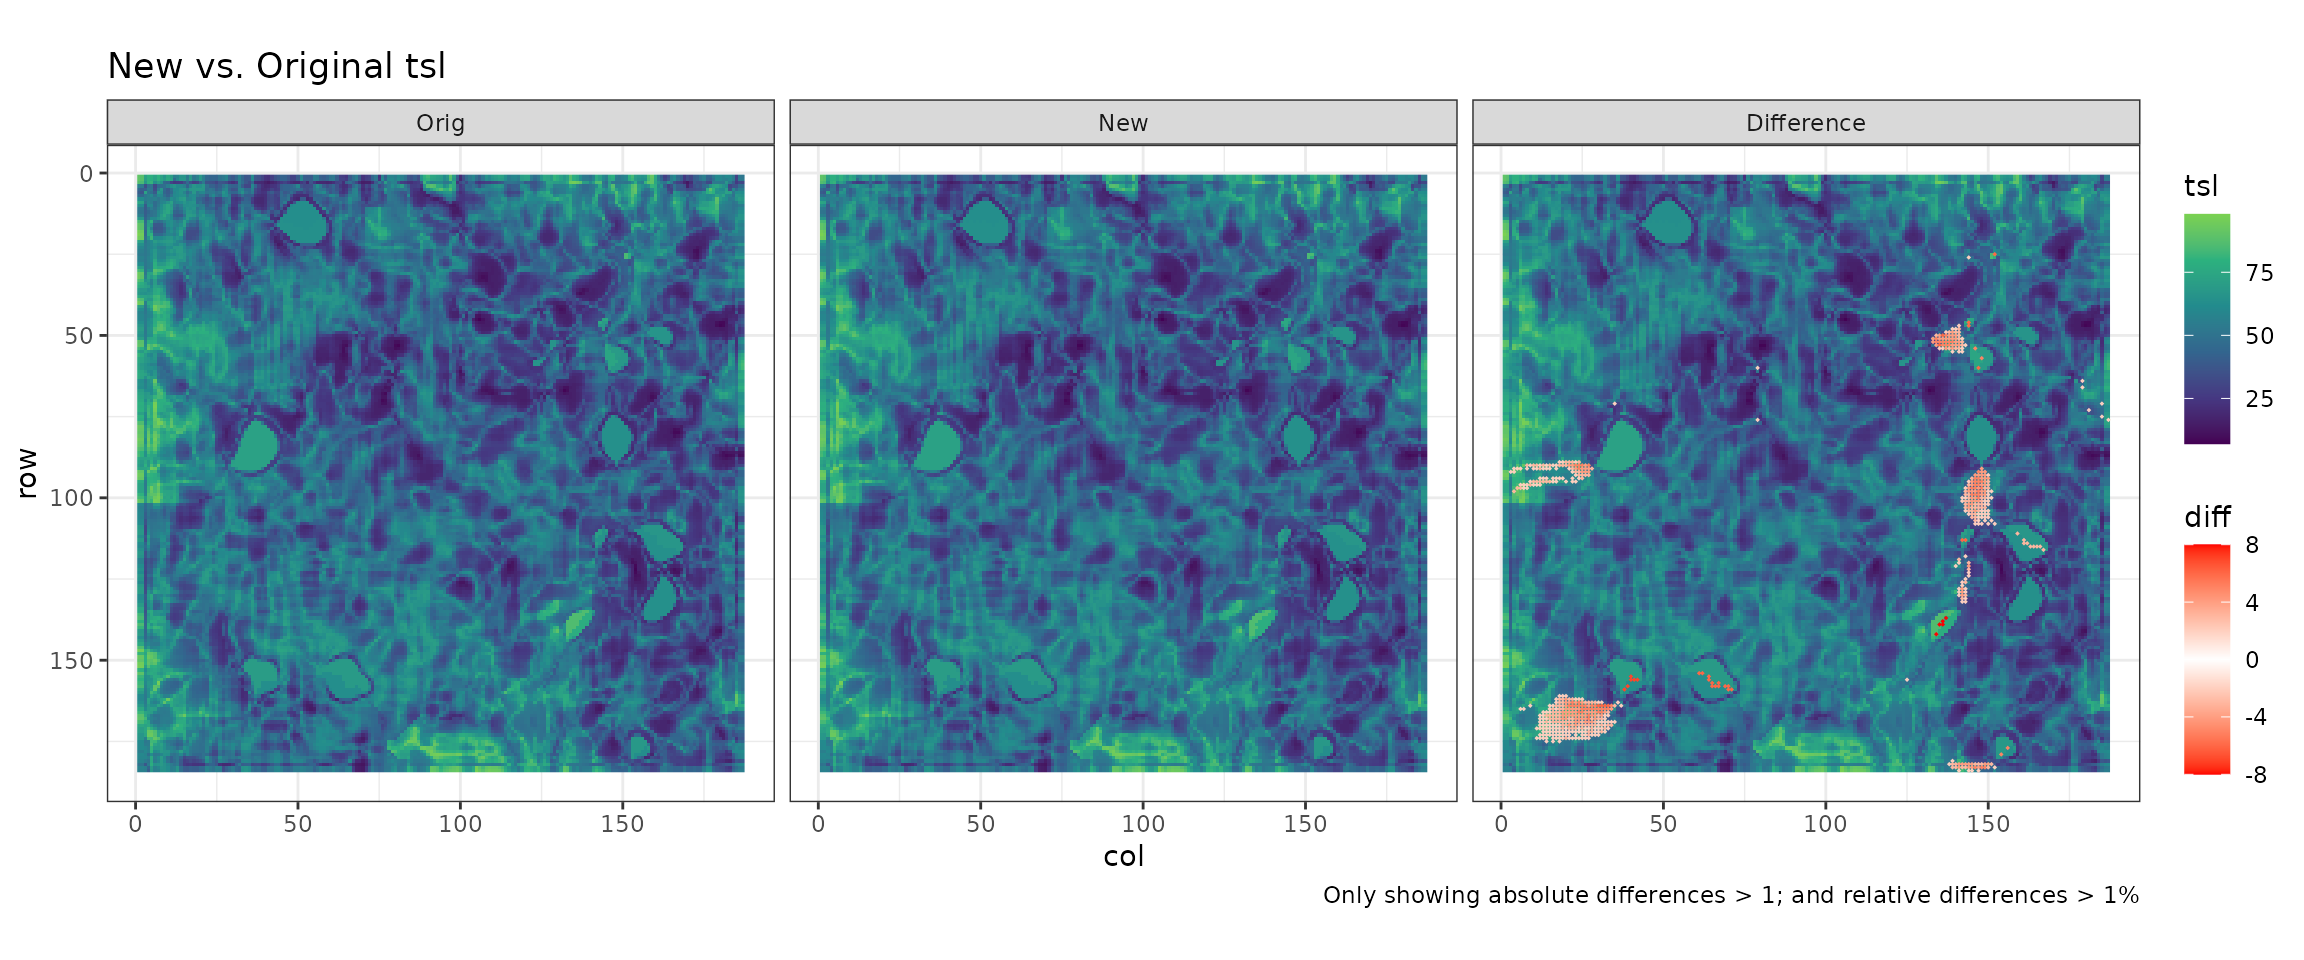 New vs. Original tsl
Orig
New
Difference
tsl
75
50
25
diff
8
4
0
-4
-8
row
0
50
100
150
0 50 100 150
0 50 100 150
0 50 100 150
col
Only showing absolute differences > 1; and relative differences > 1%